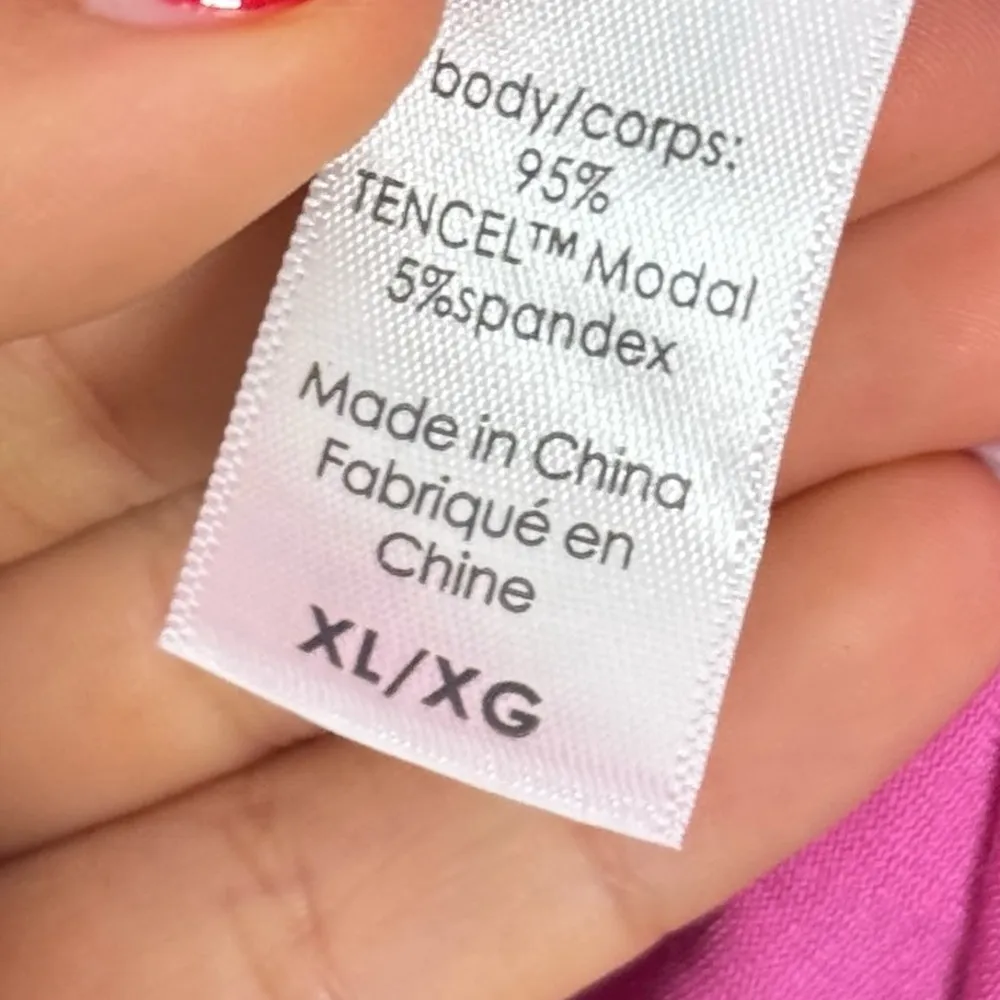 body/corps:
95%
TENCEL™ Modal
5%spandex
Made in China
Fabriqué en
Chine
XL/XG